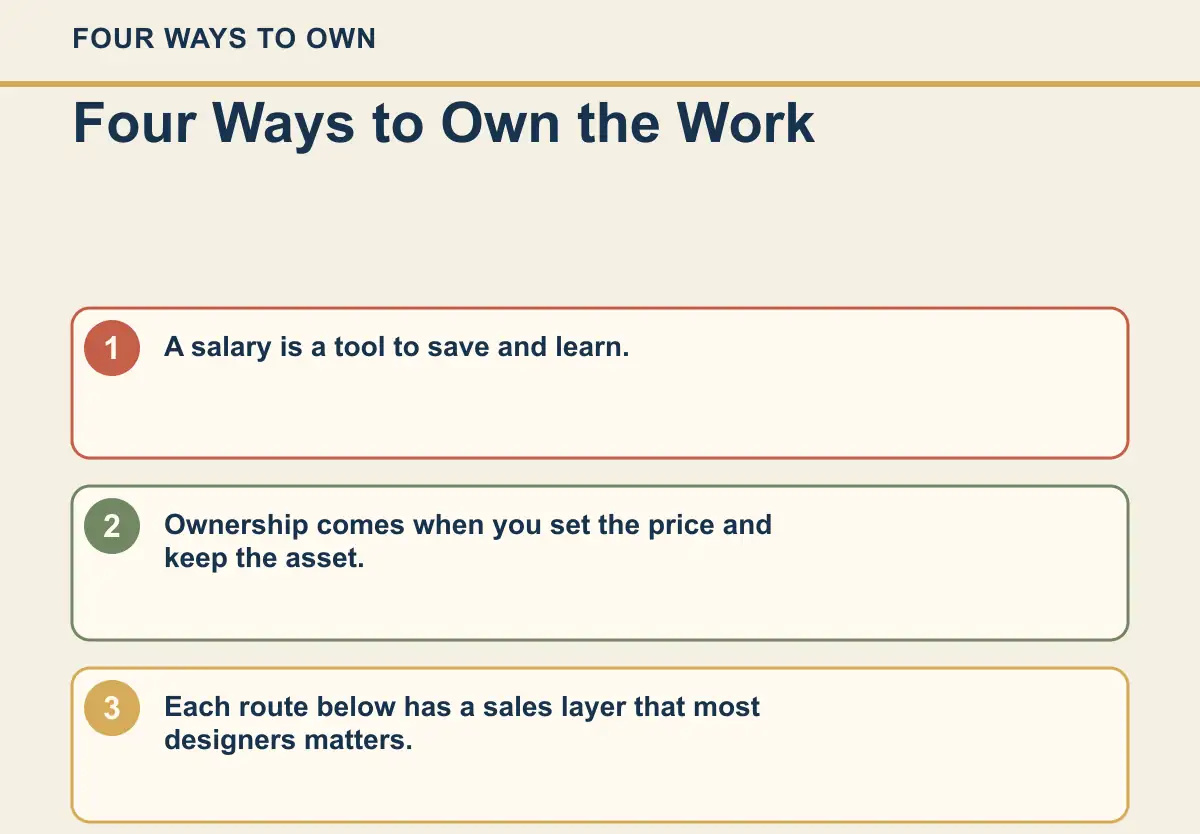 FOUR WAYS TO OWN
Four Ways to Own the Work
1
A salary is a tool to save and learn.
2
Ownership comes when you set the price and
keep the asset.
3
Each route below has a sales layer that most
designers matters.